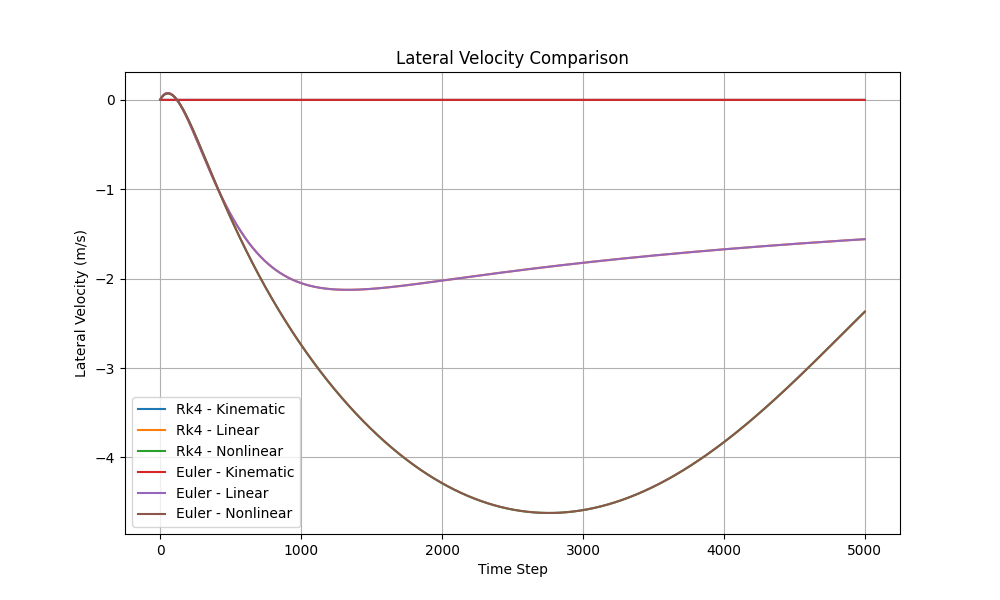 Lateral Velocity Comparison
Lateral Velocity (m/s)
0
−1
−2
−3
−4
Rk4 - Kinematic
Rk4 - Linear
Rk4 - Nonlinear
Euler - Kinematic
Euler - Linear
Euler - Nonlinear
0 1000 2000 3000 4000 5000
Time Step